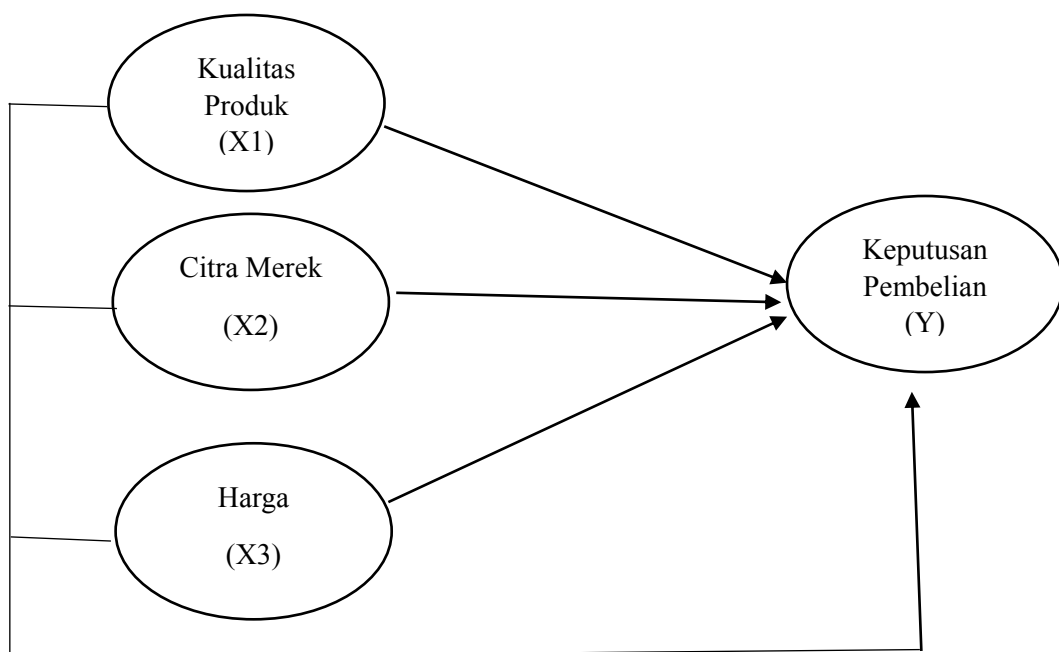 Kualitas
Produk
(X1)
Citra Merek
(X2)
Harga
(X3)
Keputusan
Pembelian
(Y)